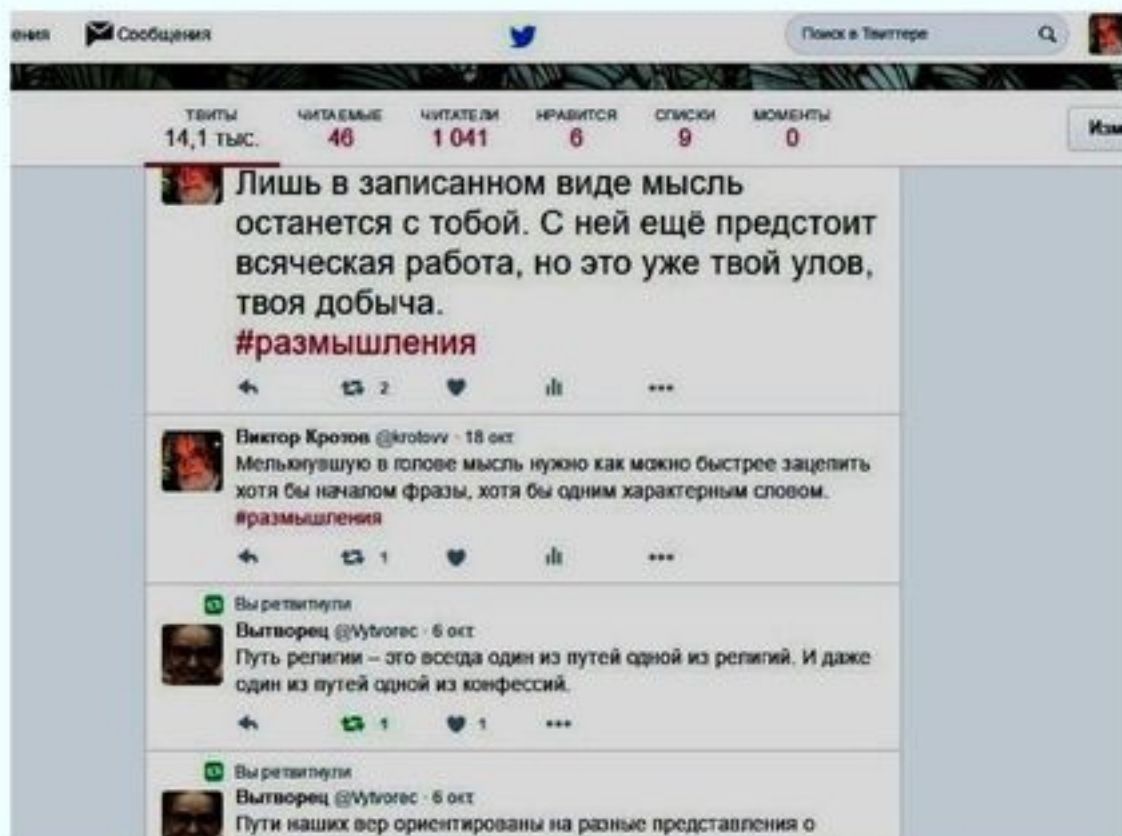 ения Сообщения Поиск в Твиттере
ТВИТЫ ЧИТАЕМЫЕ ЧИТАТЕЛИ НРАВИТСЯ СПИСКИ МОМЕНТЫ
14,1 тыс. 46 1 041 6 9 0 Изм
Лишь в записанном виде мысль
останется с тобой. С ней ещё предстоит
всяческая работа, но это уже твой улов,
твоя добыча.
#размышления
2
Виктор Кротов @krotovv · 18 окт
Мелькнувшую в голове мысль нужно как можно быстрее зацепить
хотя бы началом фразы, хотя бы одним характерным словом.
#размышления
1
Вы ретвитнули
Вытворец @Vytvorec · 6 окт
Путь религии – это всегда один из путей одной из религий. И даже
один из путей одной из конфессий.
1 1
Вы ретвитнули
Вытворец @Vytvorec · 6 окт
Пути наших вер ориентированы на разные представления о